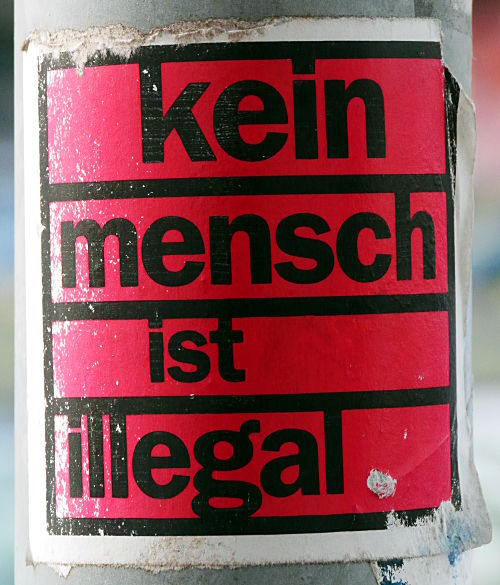 kein
mensch
ist
illegal